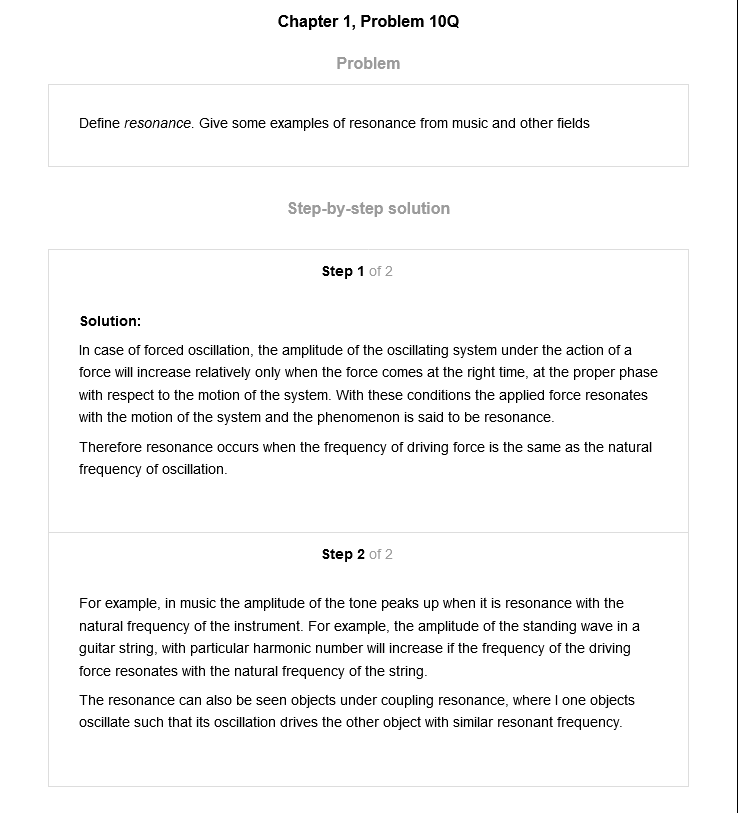 Chapter 1, Problem 10Q
Problem
Define resonance. Give some examples of resonance from music and other fields
Step-by-step solution
Step 1 of 2
Solution:
In case of forced oscillation, the amplitude of the oscillating system under the action of a
force will increase relatively only when the force comes at the right time, at the proper phase
with respect to the motion of the system. With these conditions the applied force resonates
with the motion of the system and the phenomenon is said to be resonance.
Therefore resonance occurs when the frequency of driving force is the same as the natural
frequency of oscillation.
Step 2 of 2
For example, in music the amplitude of the tone peaks up when it is resonance with the
natural frequency of the instrument. For example, the amplitude of the standing wave in a
guitar string, with particular harmonic number will increase if the frequency of the driving
force resonates with the natural frequency of the string.
The resonance can also be seen objects under coupling resonance, where I one objects
oscillate such that its oscillation drives the other object with similar resonant frequency.